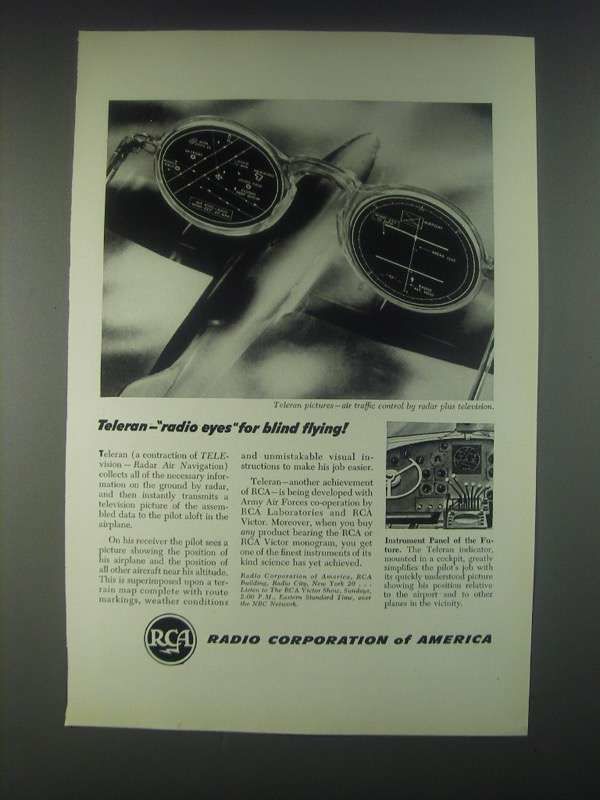 Teleran pictures—air traffic control by radar plus television.
Teleran—"radio eyes" for blind flying!
Teleran (a contraction of TELE-
vision—Radar Air Navigation)
collects all of the necessary infor-
mation on the ground by radar,
and then instantly transmits a
television picture of the assem-
bled data to the pilot aloft in the
airplane.
On his receiver the pilot sees a
picture showing the position of
his airplane and the position of
all other aircraft near his altitude.
This is superimposed upon a ter-
rain map complete with route
markings, weather conditions
and unmistakable visual in-
structions to make his job easier.
Teleran—another achievement
of RCA—is being developed with
Army Air Forces co-operation by
RCA Laboratories and RCA
Victor. Moreover, when you buy
any product bearing the RCA or
RCA Victor monogram, you get
one of the finest instruments of its
kind science has yet achieved.
Radio Corporation of America, RCA
Building, Radio City, New York 20 . . .
Listen to The RCA Victor Show, Sundays,
2:00 P.M., Eastern Standard Time, over
the NBC Network.
Instrument Panel of the Fu-
ture. The Teleran indicator,
mounted in a cockpit, greatly
simplifies the pilot's job with
its quickly understood picture
showing his position relative
to the airport and to other
planes in the vicinity.
RCA
RADIO CORPORATION of AMERICA